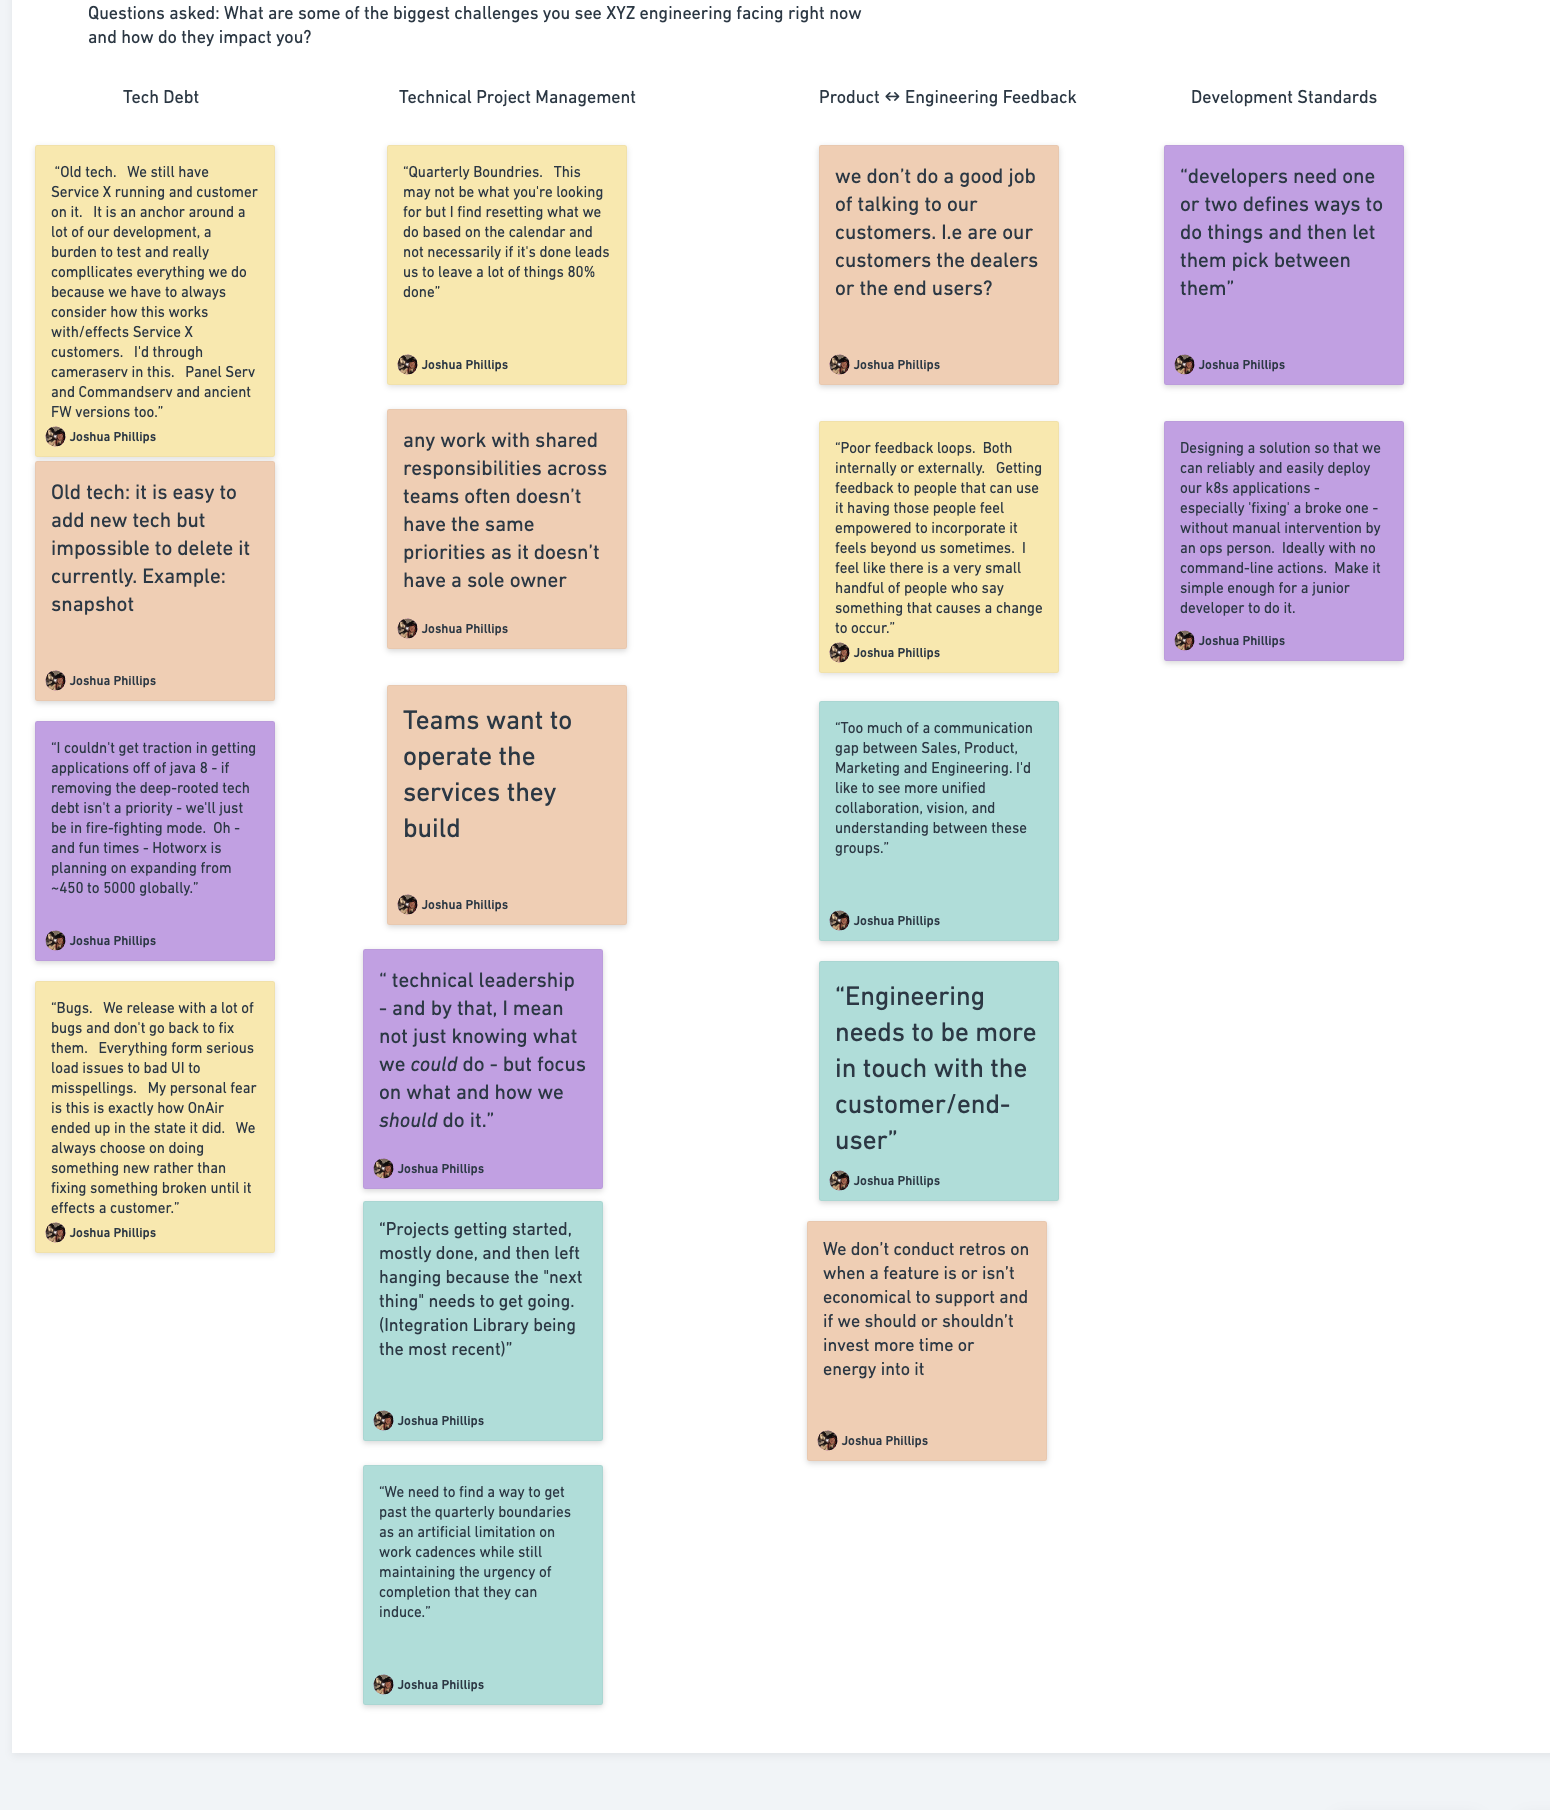 Questions asked: What are some of the biggest challenges you see XYZ engineering facing right now
and how do they impact you?
Tech Debt
“Old tech.   We still have
Service X running and customer
on it.   It is an anchor around a
lot of our development, a
burden to test and really
compllicates everything we do
because we have to always
consider how this works
with/effects Service X
customers.   I'd through
cameraserv in this.   Panel Serv
and Commandserv and ancient
FW versions too.”
Joshua Phillips
Old tech: it is easy to
add new tech but
impossible to delete it
currently. Example:
snapshot
Joshua Phillips
“I couldn't get traction in getting
applications off of java 8 - if
removing the deep-rooted tech
debt isn't a priority - we'll just
be in fire-fighting mode.  Oh -
and fun times - Hotworx is
planning on expanding from
~450 to 5000 globally.”
Joshua Phillips
“Bugs.   We release with a lot of
bugs and don't go back to fix
them.   Everything form serious
load issues to bad UI to
misspellings.   My personal fear
is this is exactly how OnAir
ended up in the state it did.   We
always choose on doing
something new rather than
fixing something broken until it
effects a customer.”
Joshua Phillips
Technical Project Management
“Quarterly Boundries.   This
may not be what you're looking
for but I find resetting what we
do based on the calendar and
not necessarily if it's done leads
us to leave a lot of things 80%
done”
Joshua Phillips
any work with shared
responsibilities across
teams often doesn’t
have the same
priorities as it doesn’t
have a sole owner
Joshua Phillips
Teams want to
operate the
services they
build
Joshua Phillips
“ technical leadership
- and by that, I mean
not just knowing what
we could do - but focus
on what and how we
should do it.”
Joshua Phillips
“Projects getting started,
mostly done, and then left
hanging because the "next
thing" needs to get going.
(Integration Library being
the most recent)”
Joshua Phillips
“We need to find a way to get
past the quarterly boundaries
as an artificial limitation on
work cadences while still
maintaining the urgency of
completion that they can
induce.”
Joshua Phillips
Product ↔ Engineering Feedback
we don’t do a good job
of talking to our
customers. I.e are our
customers the dealers
or the end users?
Joshua Phillips
“Poor feedback loops.  Both
internally or externally.   Getting
feedback to people that can use
it having those people feel
empowered to incorporate it
feels beyond us sometimes.  I
feel like there is a very small
handful of people who say
something that causes a change
to occur.”
Joshua Phillips
“Too much of a communication
gap between Sales, Product,
Marketing and Engineering. I'd
like to see more unified
collaboration, vision, and
understanding between these
groups.”
Joshua Phillips
“Engineering
needs to be more
in touch with the
customer/end-
user”
Joshua Phillips
We don’t conduct retros on
when a feature is or isn’t
economical to support and
if we should or shouldn’t
invest more time or
energy into it
Joshua Phillips
Development Standards
“developers need one
or two defines ways to
do things and then let
them pick between
them”
Joshua Phillips
Designing a solution so that we
can reliably and easily deploy
our k8s applications -
especially 'fixing' a broke one -
without manual intervention by
an ops person.  Ideally with no
command-line actions.  Make it
simple enough for a junior
developer to do it.
Joshua Phillips